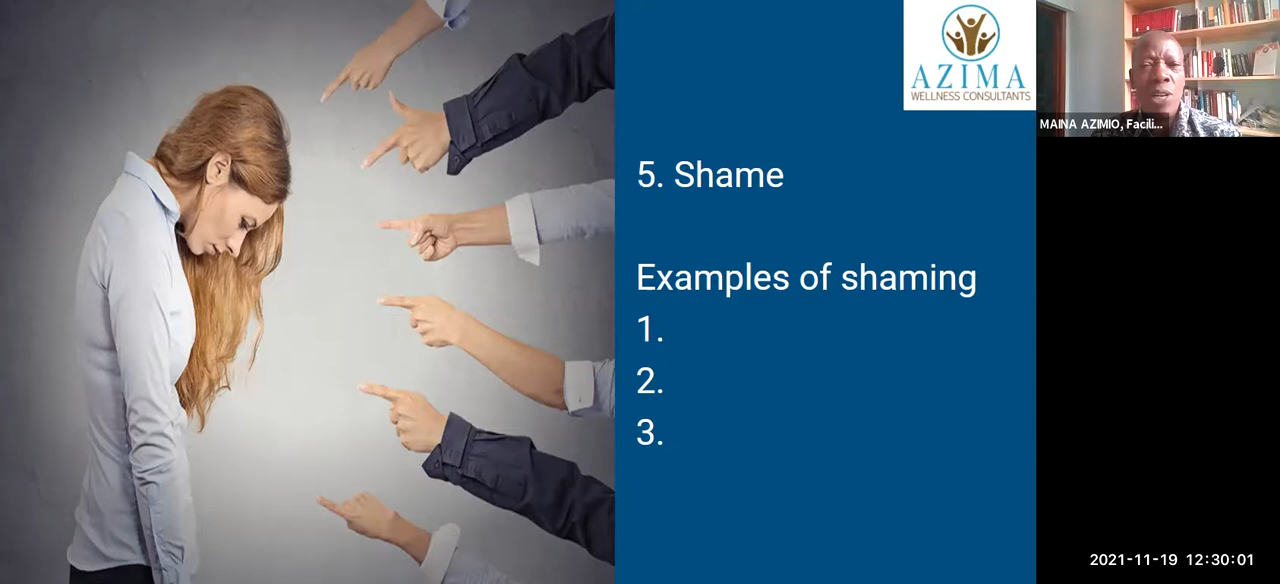 AZIMA
WELLNESS CONSULTANTS
MAINA AZIMIO, Facili...
5. Shame
Examples of shaming
1.
2.
3.
2021-11-19 12:30:01